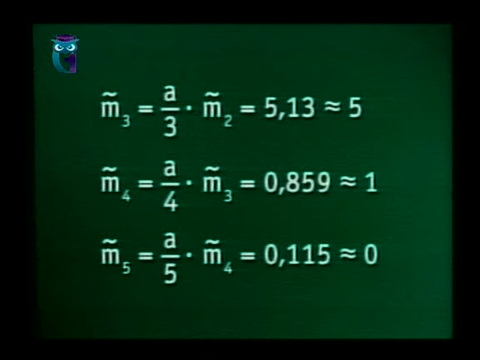 m̃₃ = a/3 · m̃₂ = 5,13 ≈ 5
m̃₄ = a/4 · m̃₃ = 0,859 ≈ 1
m̃₅ = a/5 · m̃₄ = 0,115 ≈ 0